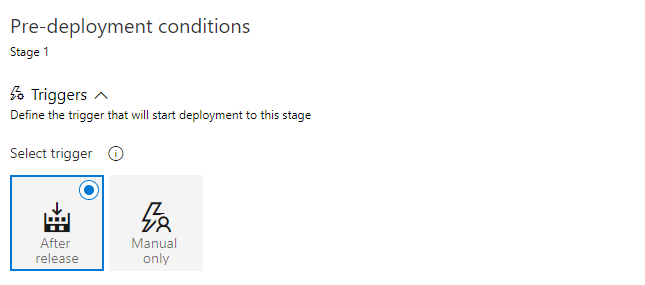 Pre-deployment conditions
Stage 1
Triggers
Define the trigger that will start deployment to this stage
Select trigger
After
release
Manual
only